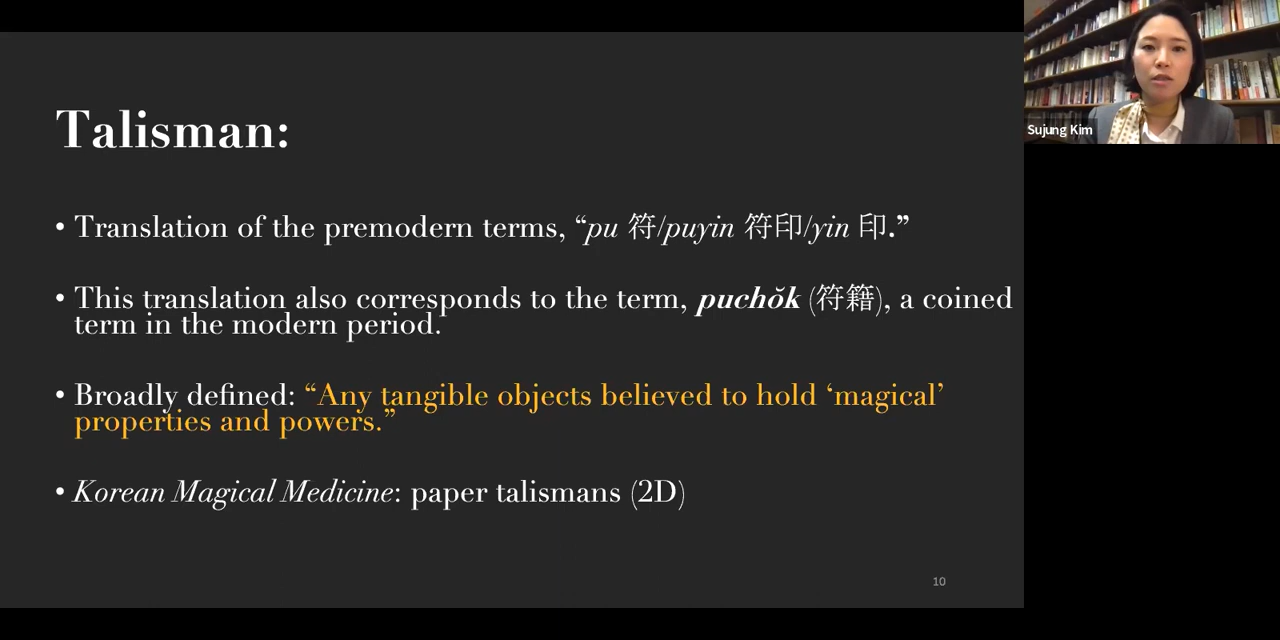 Talisman:
• Translation of the premodern terms, “pu 符/puyin 符印/yin 印.”
• This translation also corresponds to the term, puchŏk (符籍), a coined
term in the modern period.
• Broadly defined: “Any tangible objects believed to hold ‘magical’
properties and powers.”
• Korean Magical Medicine: paper talismans (2D)
10
Sujung Kim